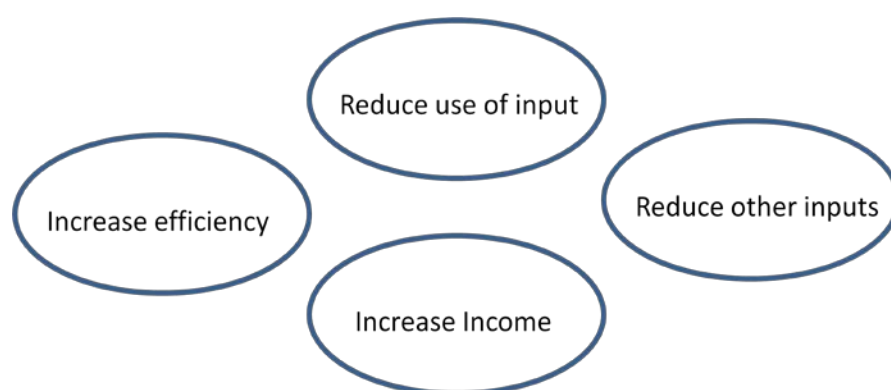 Reduce use of input
Increase efficiency
Reduce other inputs
Increase Income